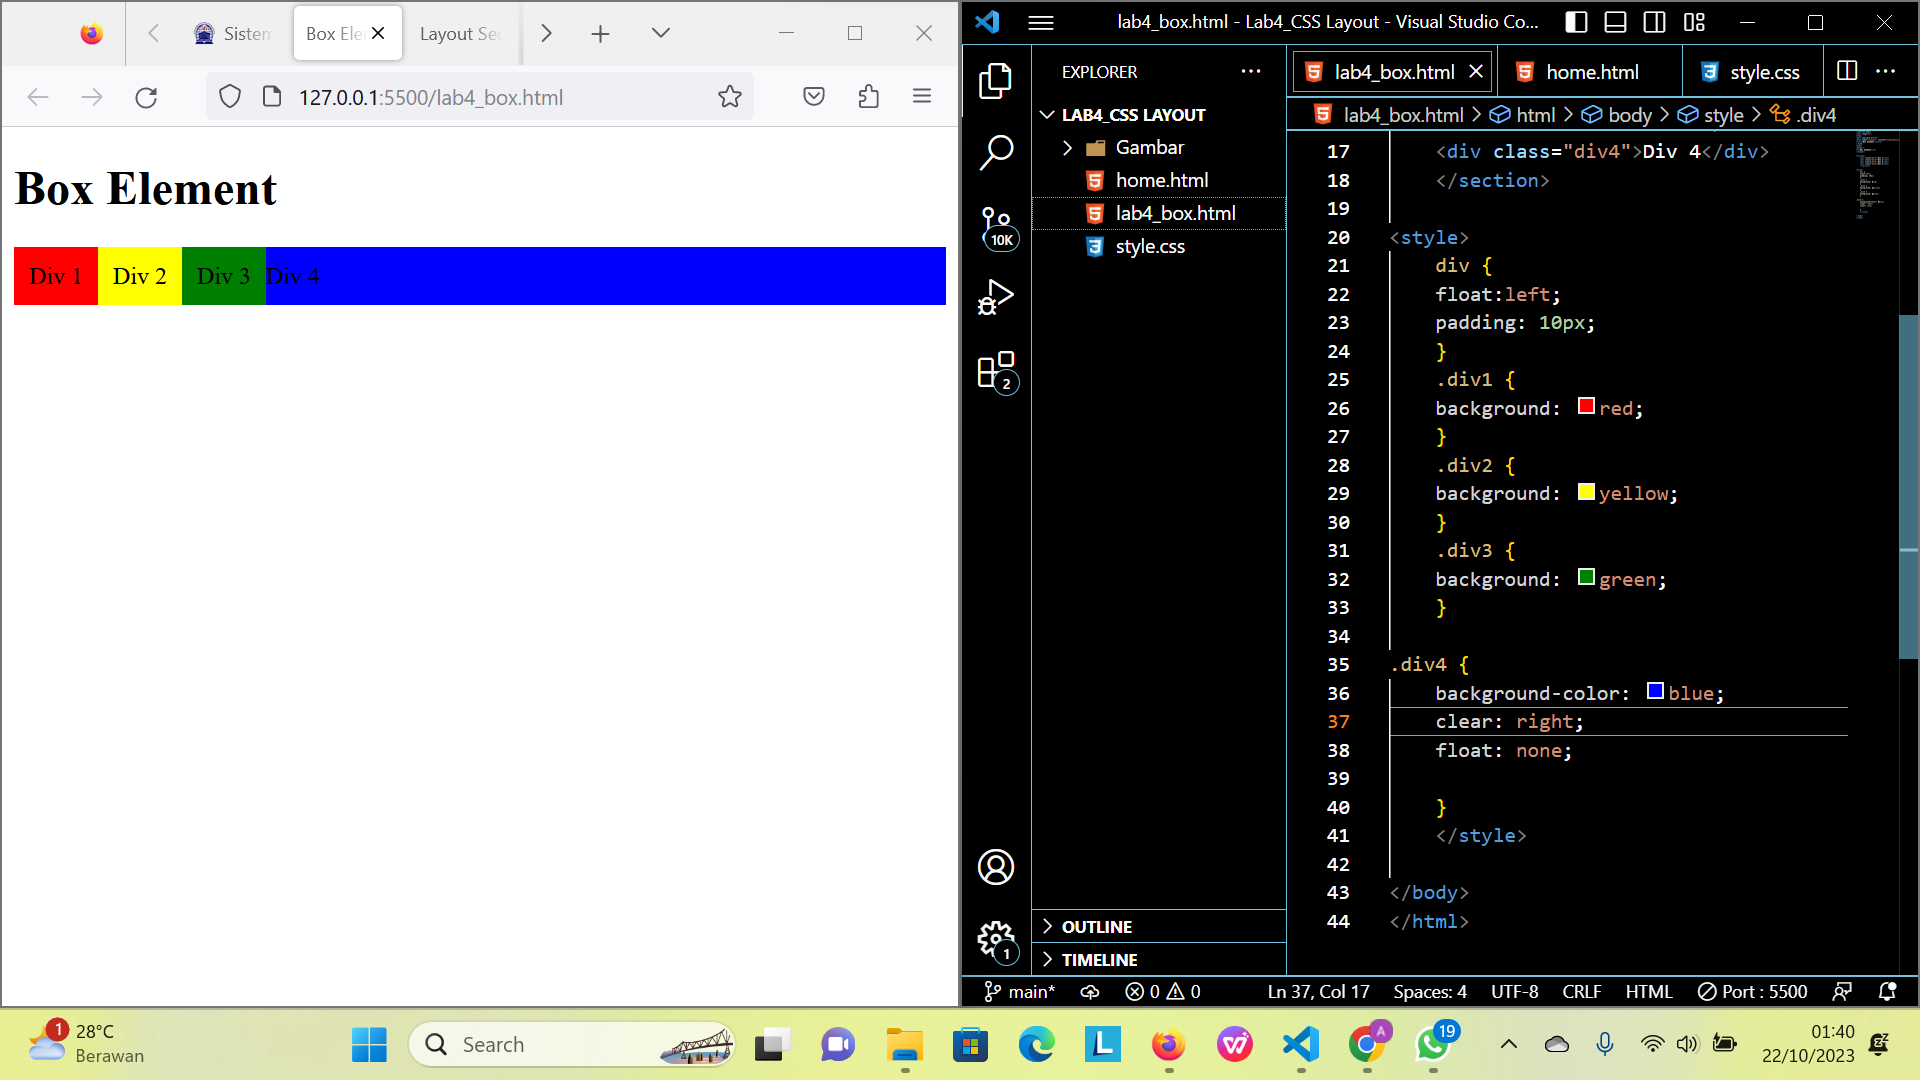 Sistem
Box Ele
Layout Sec
127.0.0.1:5500/lab4_box.html
Box Element
Div 1
Div 2
Div 3
Div 4
lab4_box.html - Lab4_CSS Layout - Visual Studio Co...
EXPLORER
LAB4_CSS LAYOUT
Gambar
home.html
lab4_box.html
style.css
10K
2
1
OUTLINE
TIMELINE
lab4_box.html
home.html
style.css
lab4_box.html > html > body > style > .div4
17 <div class="div4">Div 4</div>
18 </section>
19
20 <style>
21 div {
22 float:left;
23 padding: 10px;
24 }
25 .div1 {
26 background: red;
27 }
28 .div2 {
29 background: yellow;
30 }
31 .div3 {
32 background: green;
33 }
34
35 .div4 {
36 background-color: blue;
37 clear: right;
38 float: none;
39
40 }
41 </style>
42
43 </body>
44 </html>
main* 0 0 Ln 37, Col 17 Spaces: 4 UTF-8 CRLF HTML Port : 5500
1
28°C
Berawan
Search
A
19
01:40
22/10/2023